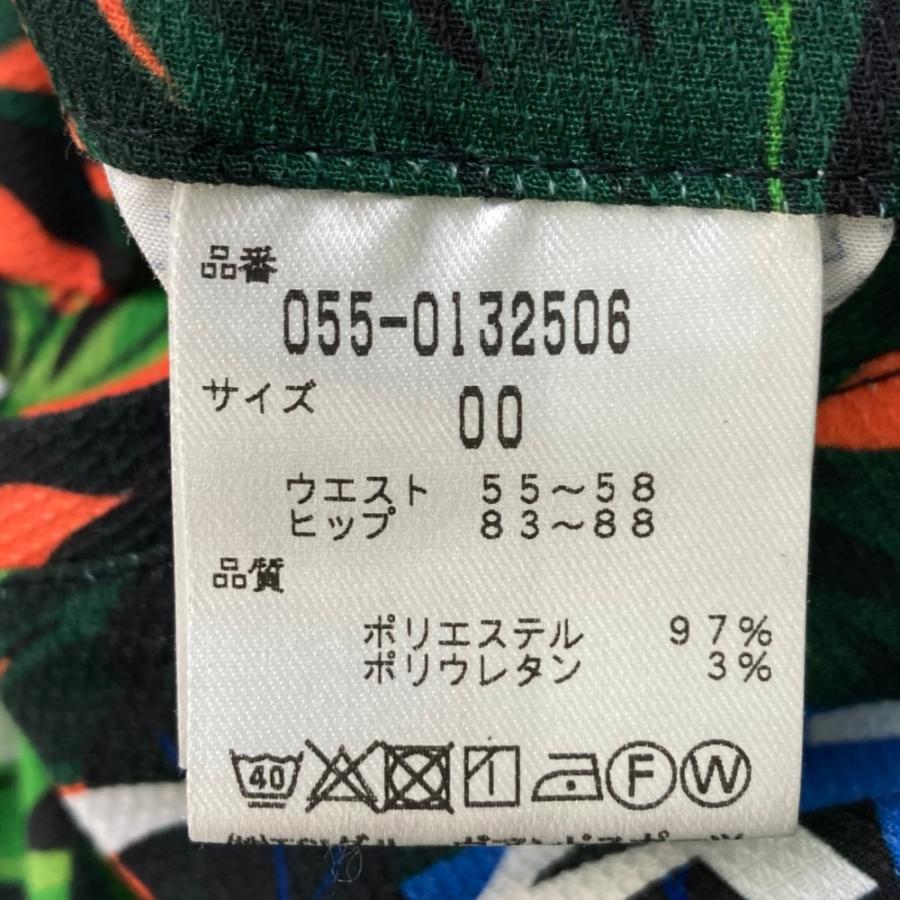 品番
055-0132506
サイズ 00
ウエスト 55～58
ヒップ 83～88
品質
ポリエステル 97%
ポリウレタン 3%
40 F W